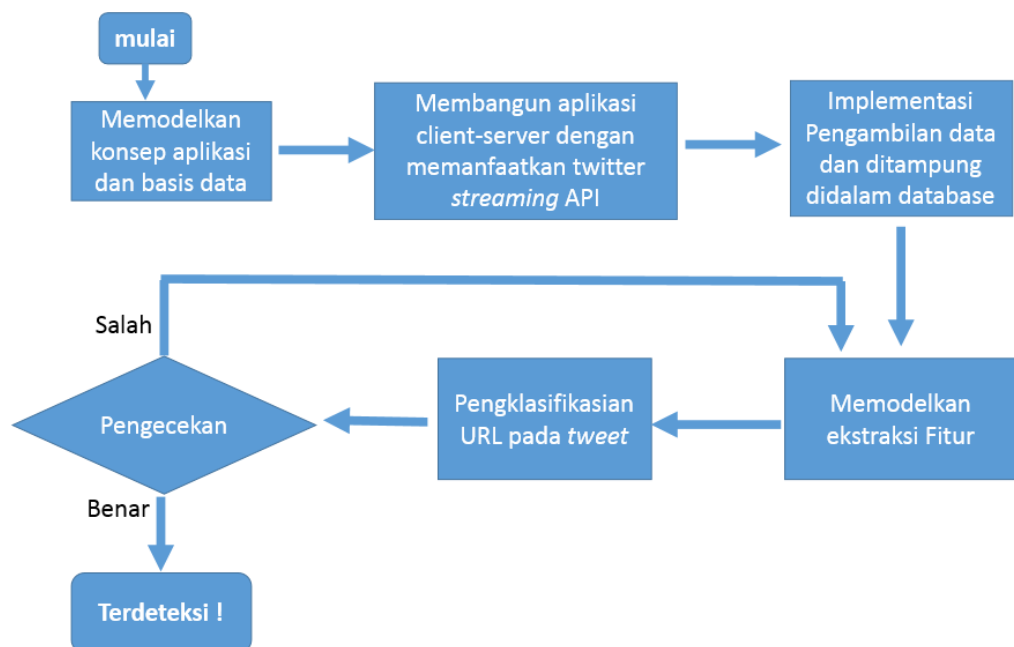 mulai
Memodelkan
konsep aplikasi
dan basis data
Membangun aplikasi
client-server dengan
memanfaatkan twitter
streaming API
Implementasi
Pengambilan data
dan ditampung
didalam database
Memodelkan
ekstraksi Fitur
Pengklasifikasian
URL pada tweet
Pengecekan
Salah
Benar
Terdeteksi !